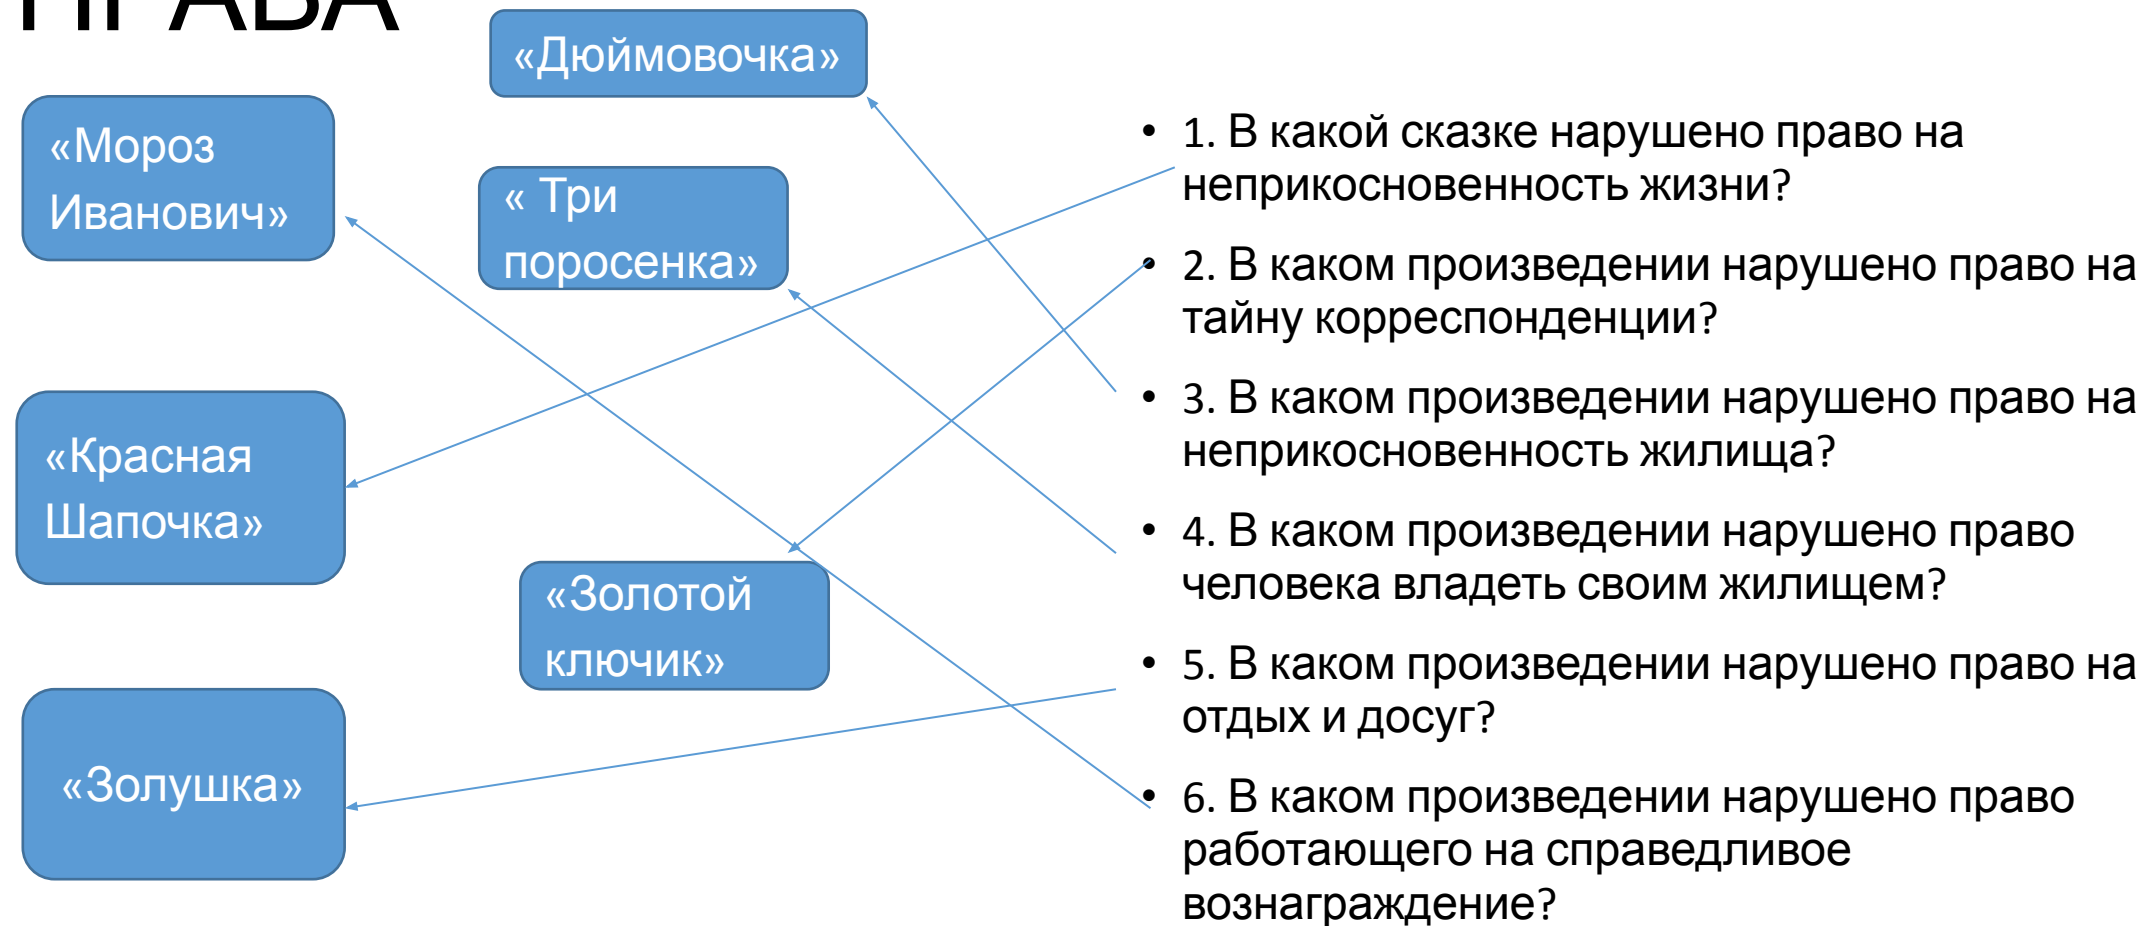 ПРАВА
«Дюймовочка»
«Мороз
Иванович»
« Три
поросенка»
«Красная
Шапочка»
«Золотой
ключик»
«Золушка»
• 1. В какой сказке нарушено право на
неприкосновенность жизни?
• 2. В каком произведении нарушено право на
тайну корреспонденции?
• 3. В каком произведении нарушено право на
неприкосновенность жилища?
• 4. В каком произведении нарушено право
человека владеть своим жилищем?
• 5. В каком произведении нарушено право на
отдых и досуг?
• 6. В каком произведении нарушено право
работающего на справедливое
вознаграждение?